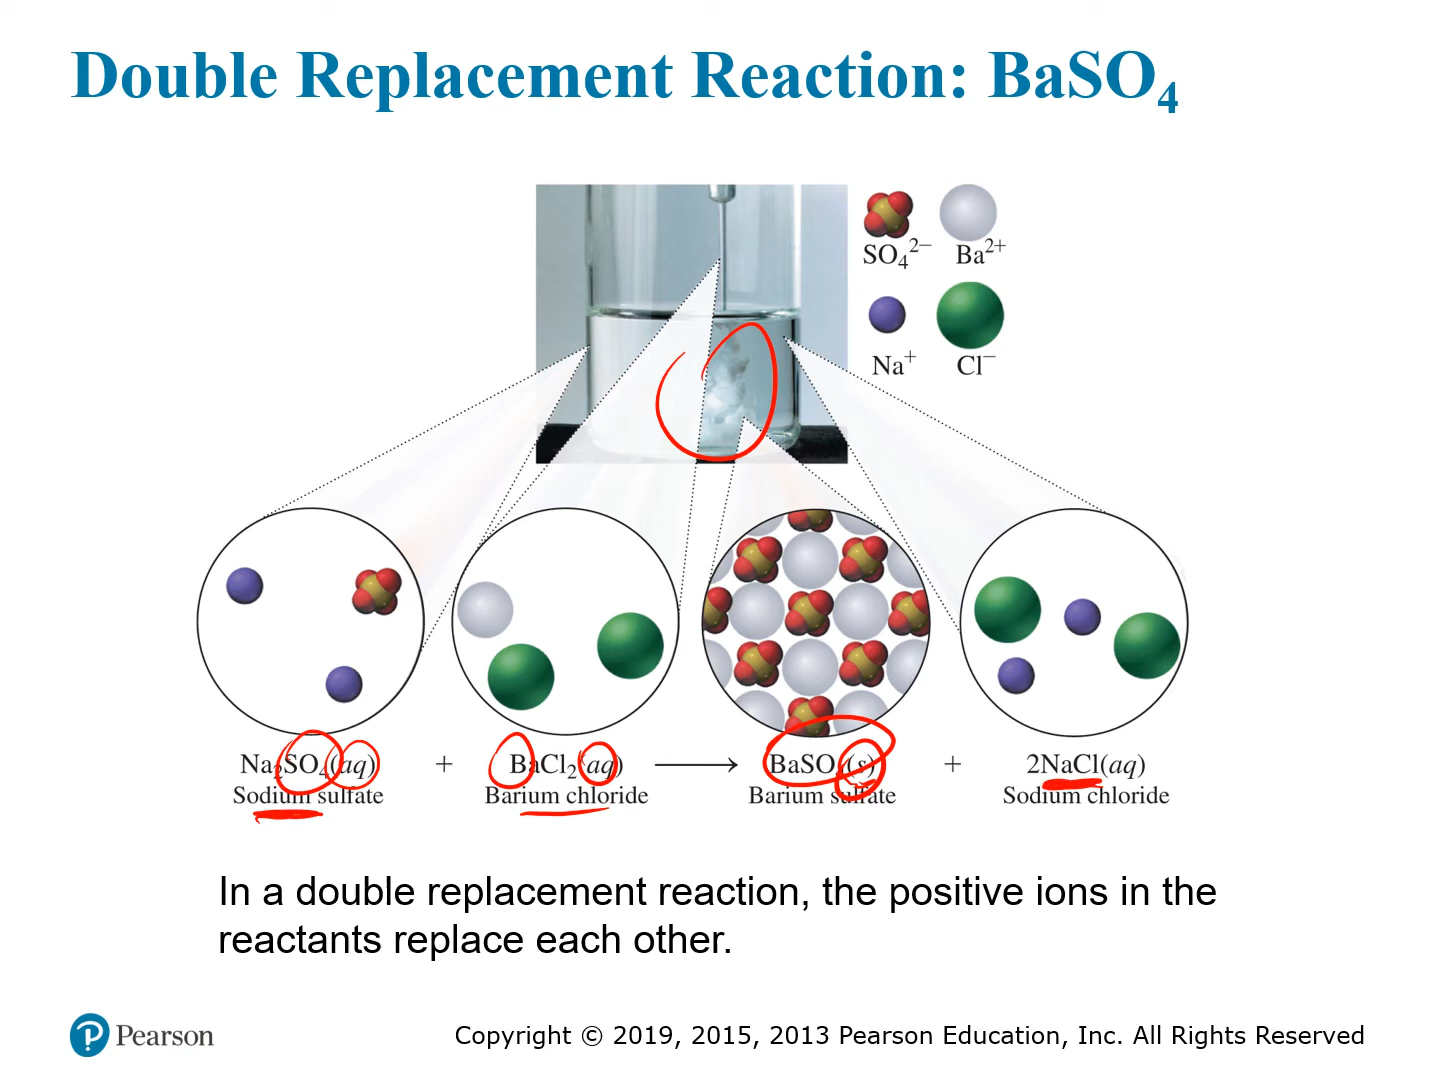 Double Replacement Reaction: BaSO₄
SO₄²⁻ Ba²⁺
Na⁺ Cl⁻
Na₂SO₄(aq) + BaCl₂(aq) ⟶ BaSO₄(s) + 2NaCl(aq)
Sodium sulfate Barium chloride Barium sulfate Sodium chloride
In a double replacement reaction, the positive ions in the
reactants replace each other.
Pearson
Copyright © 2019, 2015, 2013 Pearson Education, Inc. All Rights Reserved